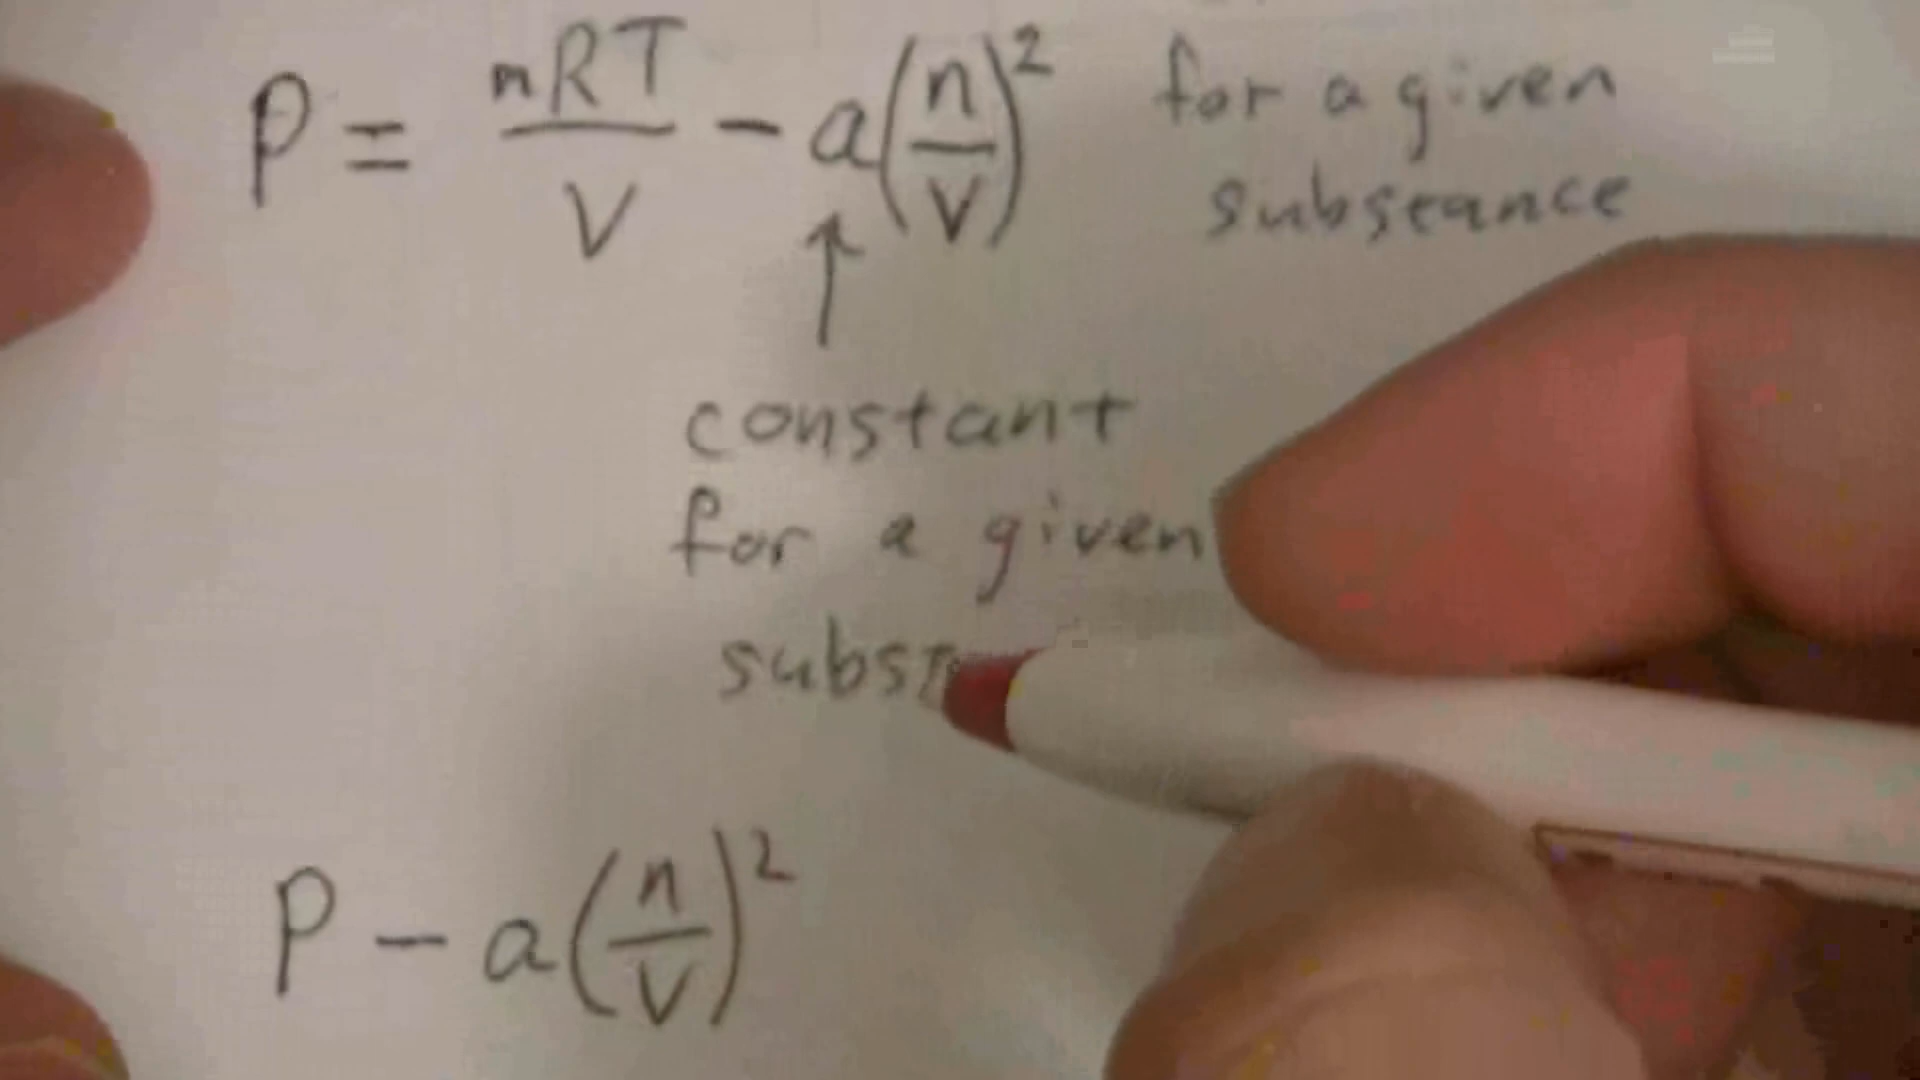 P = nRT/V - a(n/V)² for a given
substance
↑
constant
for a given
subst
P - a(n/V)²